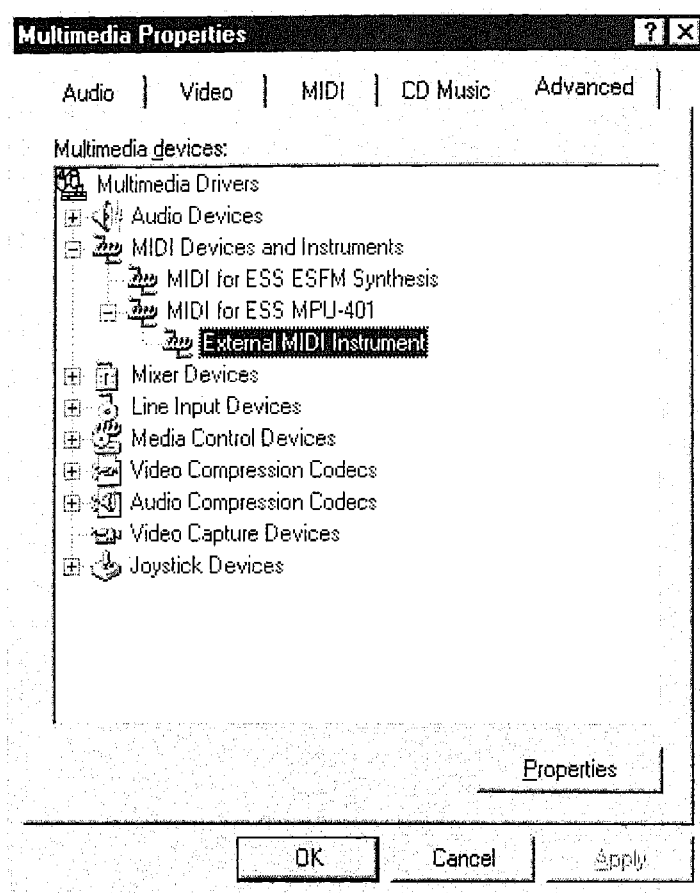 Multimedia Properties
? X
Audio Video MIDI CD Music Advanced
Multimedia devices:
Multimedia Drivers
Audio Devices
MIDI Devices and Instruments
MIDI for ESS ESFM Synthesis
MIDI for ESS MPU-401
External MIDI Instrument
Mixer Devices
Line Input Devices
Media Control Devices
Video Compression Codecs
Audio Compression Codecs
Video Capture Devices
Joystick Devices
Properties
OK Cancel Apply